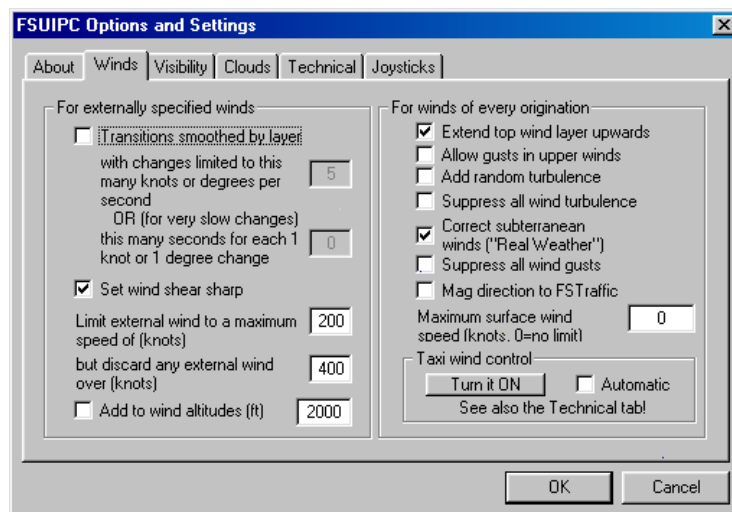 FSUIPC Options and Settings
About
Winds
Visibility
Clouds
Technical
Joysticks
For externally specified winds
Transitions smoothed by layer
with changes limited to this
many knots or degrees per
second
5
OR (for very slow changes)
this many seconds for each 1
knot or 1 degree change
0
Set wind shear sharp
Limit external wind to a maximum
speed of (knots)
200
but discard any external wind
over (knots)
400
Add to wind altitudes (ft)
2000
For winds of every origination
Extend top wind layer upwards
Allow gusts in upper winds
Add random turbulence
Suppress all wind turbulence
Correct subterranean
winds ("Real Weather")
Suppress all wind gusts
Mag direction to FSTraffic
Maximum surface wind
speed (knots, 0=no limit)
0
Taxi wind control
Turn it ON
Automatic
See also the Technical tab!
OK
Cancel